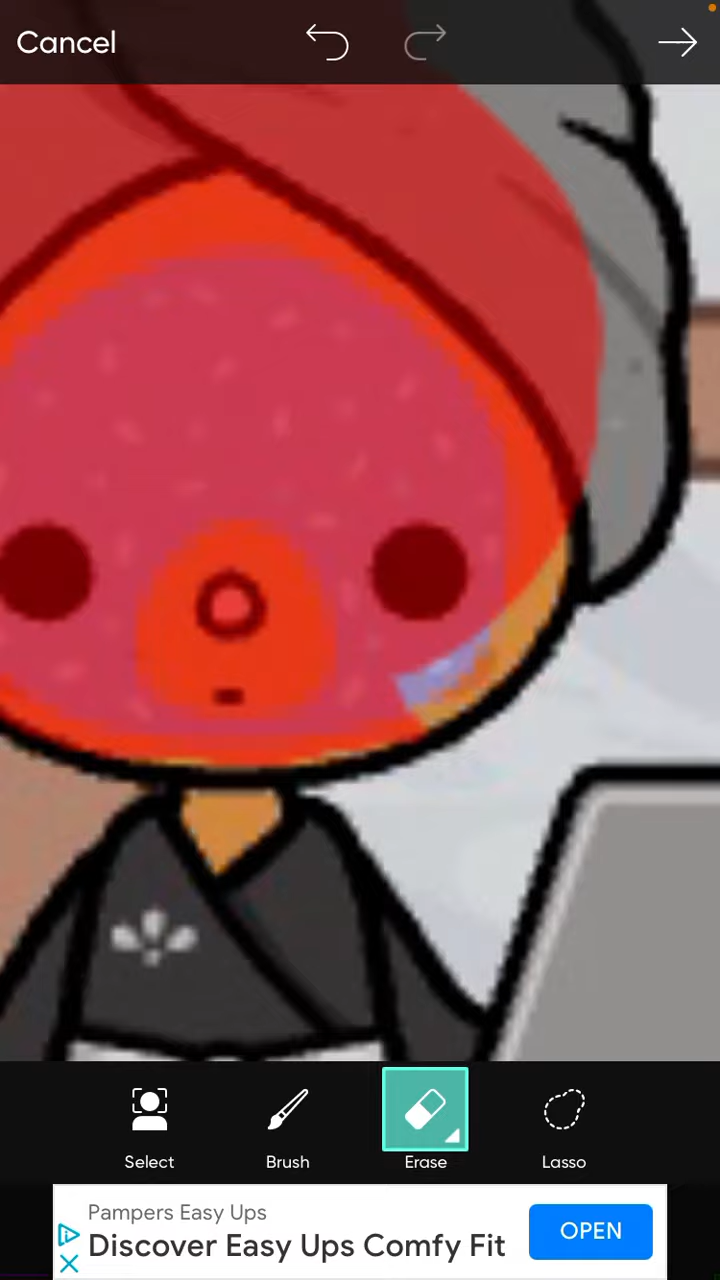 Cancel
Select
Brush
Erase
Lasso
Pampers Easy Ups
Discover Easy Ups Comfy Fit
OPEN